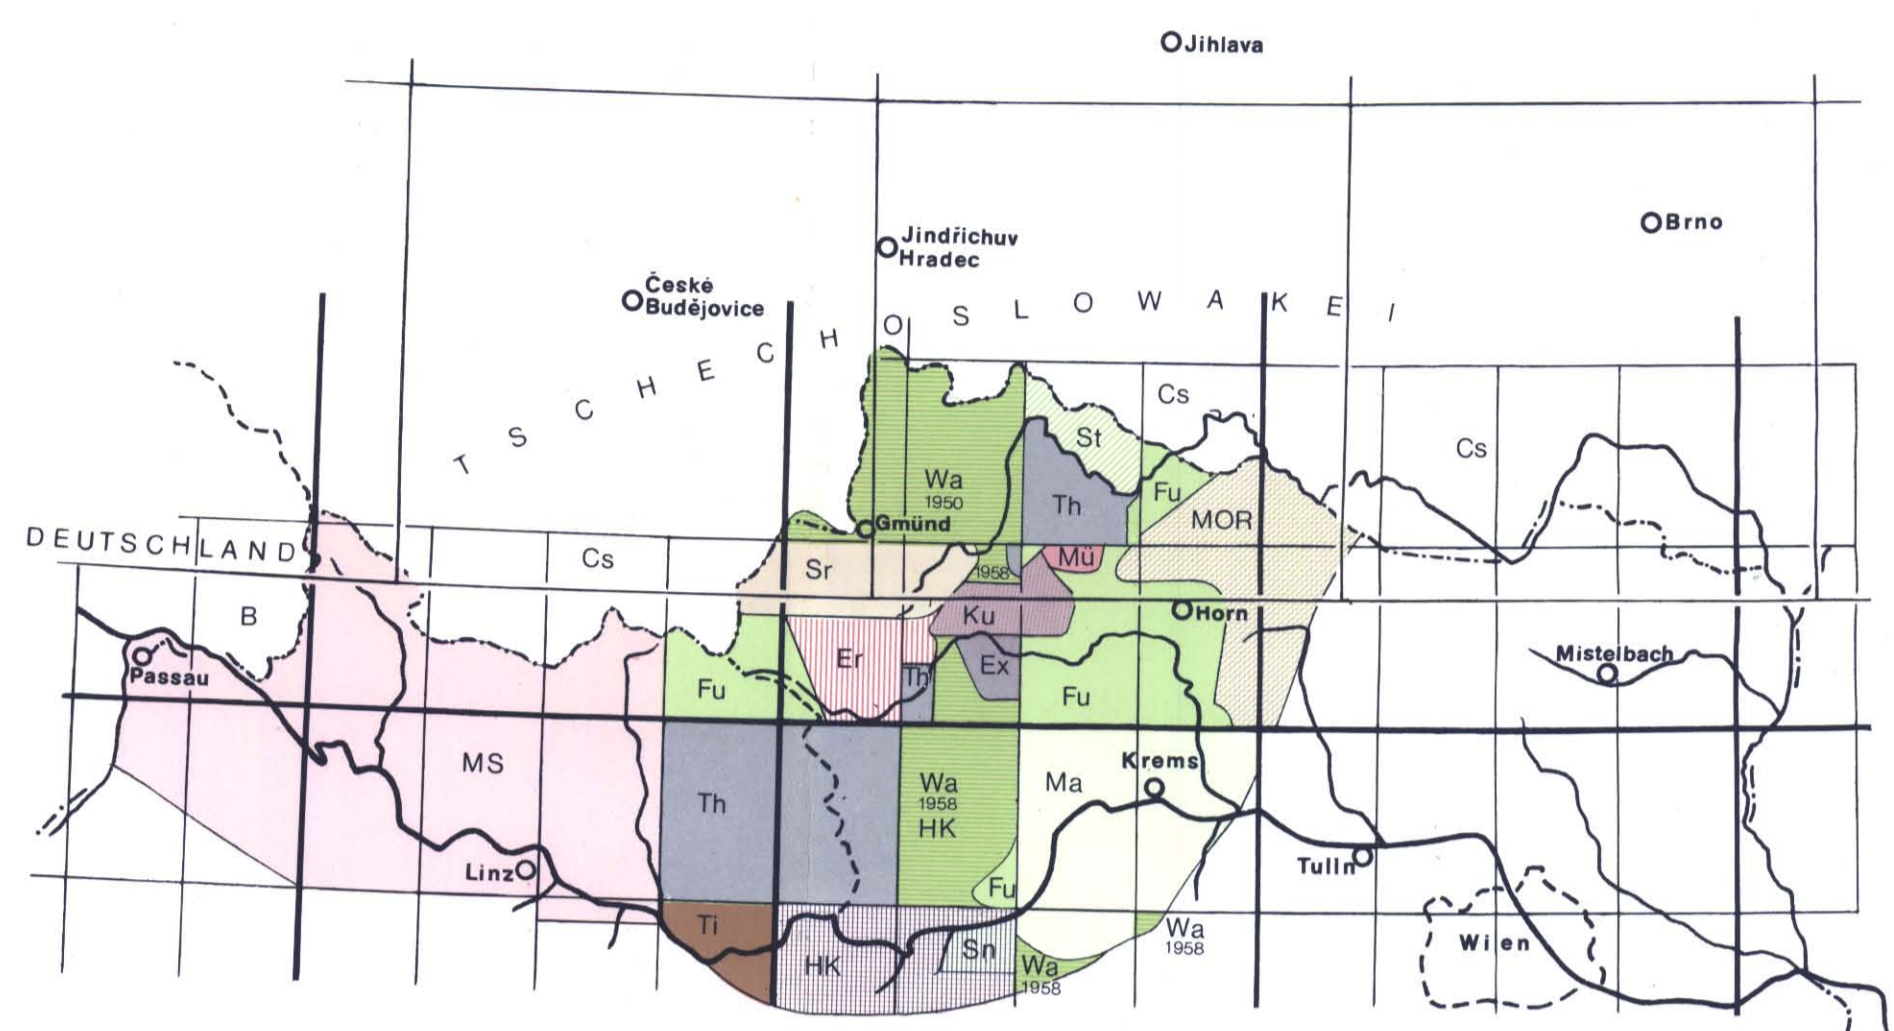 Jihlava
Brno
Jindřichuv
Hradec
České
Budějovice
TSCHECHOSLOWAKEI
Cs
St
Cs
Wa
1950
Th
Fu
MOR
Gmünd
DEUTSCHLAND
Cs
Sr
1958
Mü
B
Ku
Horn
Passau
Er
Th
Ex
Mistelbach
Fu
Fu
MS
Krems
Wa
1958
HK
Ma
Th
Linz
Tulln
Fu
Ti
HK
Sn
Wa
1958
Wa
1958
Wien